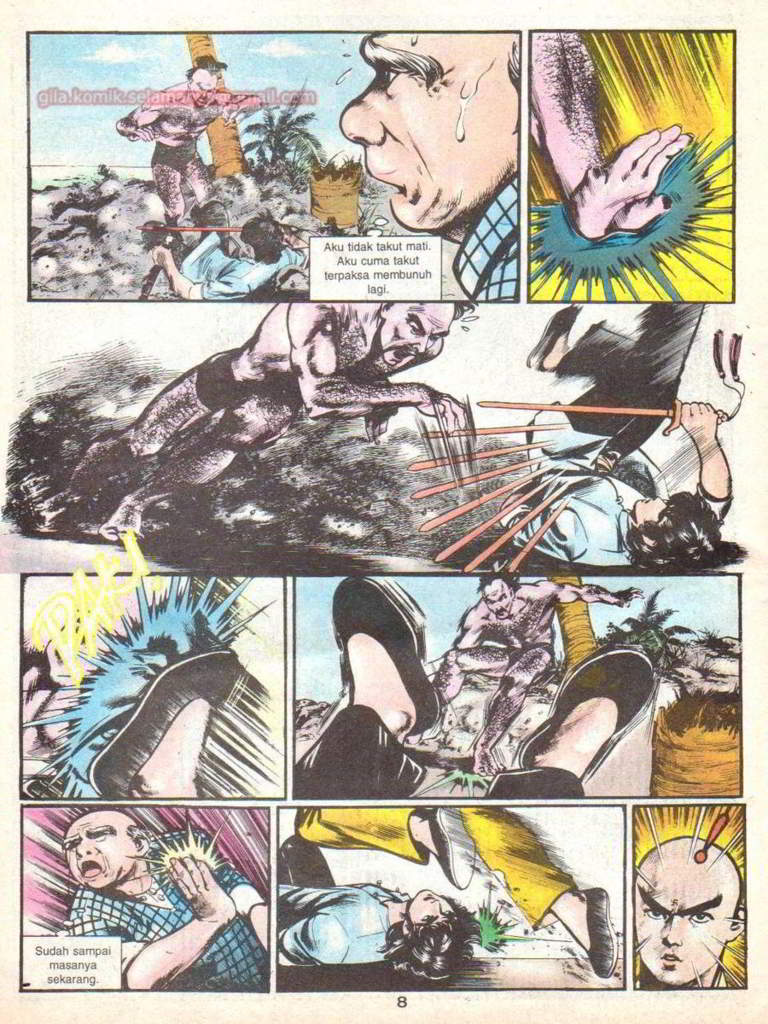 gila.komik.selamanya@gmail.com
Aku tidak takut mati.
Aku cuma takut
terpaksa membunuh
lagi.
PAK!
Sudah sampai
masanya
sekarang.
8